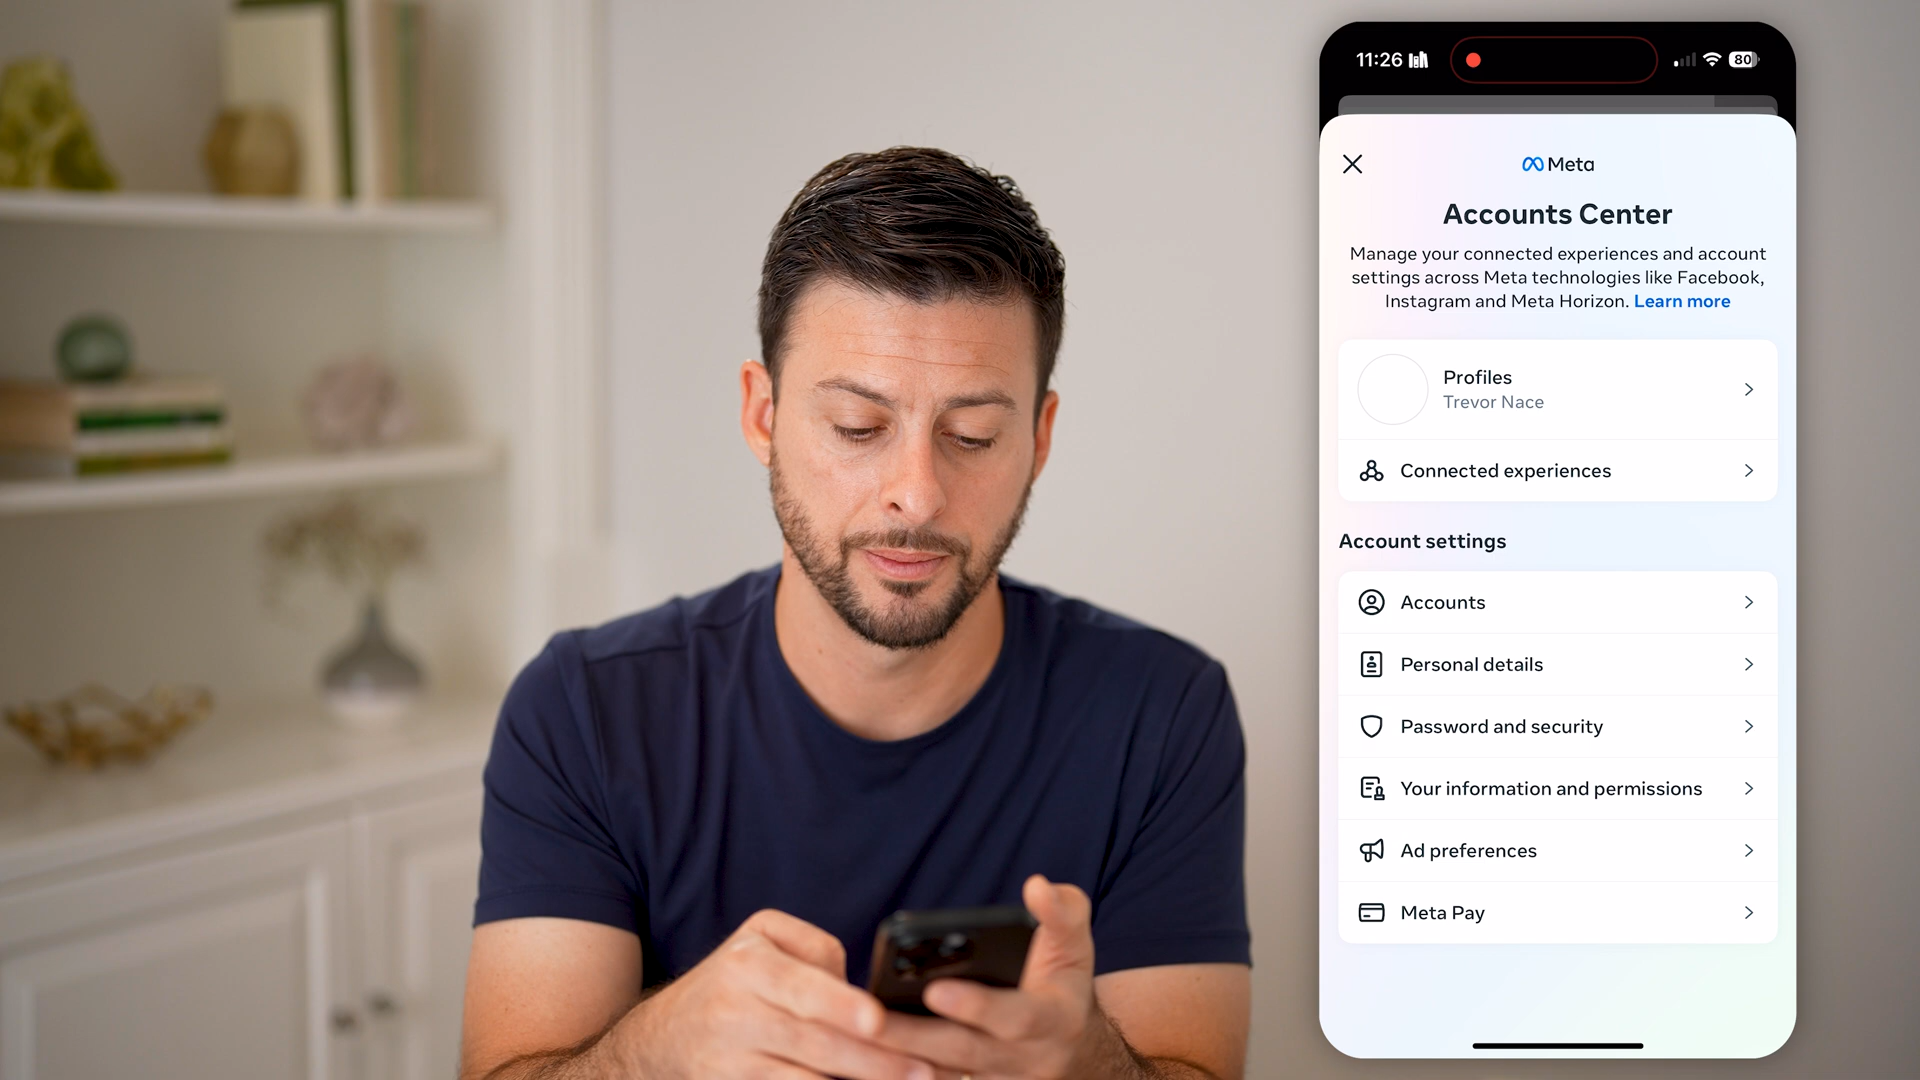 11:26
80
Meta
Accounts Center
Manage your connected experiences and account
settings across Meta technologies like Facebook,
Instagram and Meta Horizon. Learn more
Profiles
Trevor Nace
Connected experiences
Account settings
Accounts
Personal details
Password and security
Your information and permissions
Ad preferences
Meta Pay